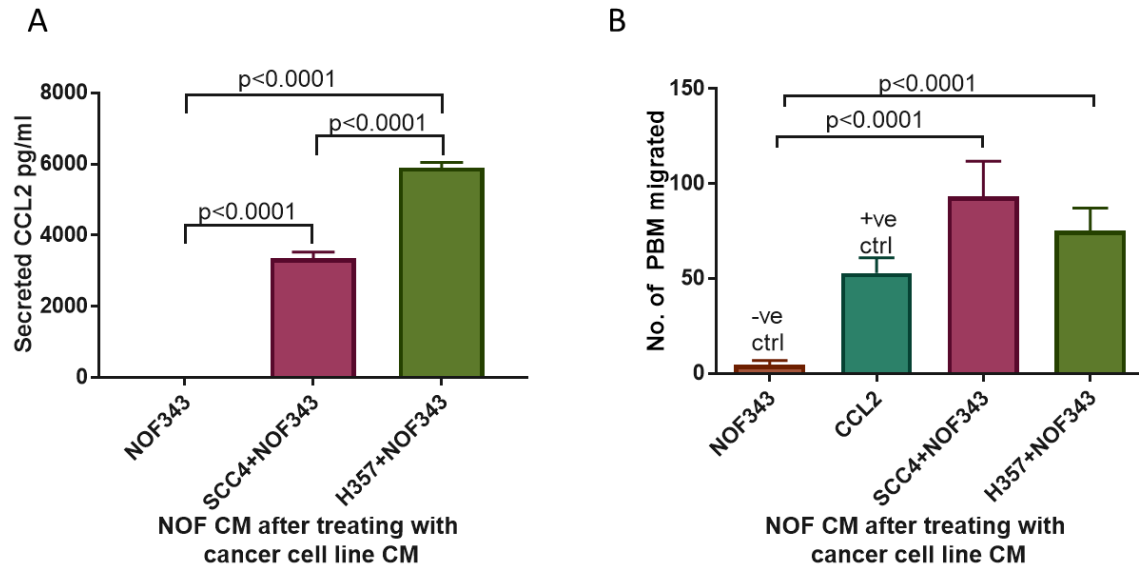 A
Secreted CCL2 pg/ml
8000
6000
4000
2000
0
p<0.0001
p<0.0001
p<0.0001
NOF343
SCC4+NOF343
H357+NOF343
NOF CM after treating with
cancer cell line CM
B
No. of PBM migrated
150
100
50
0
p<0.0001
p<0.0001
-ve
ctrl
+ve
ctrl
NOF343
CCL2
SCC4+NOF343
H357+NOF343
NOF CM after treating with
cancer cell line CM